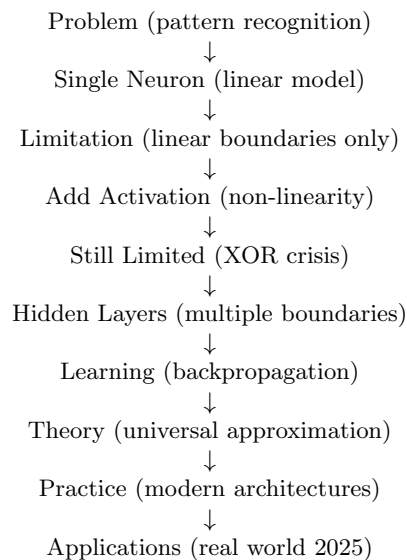 Problem (pattern recognition)
↓
Single Neuron (linear model)
↓
Limitation (linear boundaries only)
↓
Add Activation (non-linearity)
↓
Still Limited (XOR crisis)
↓
Hidden Layers (multiple boundaries)
↓
Learning (backpropagation)
↓
Theory (universal approximation)
↓
Practice (modern architectures)
↓
Applications (real world 2025)